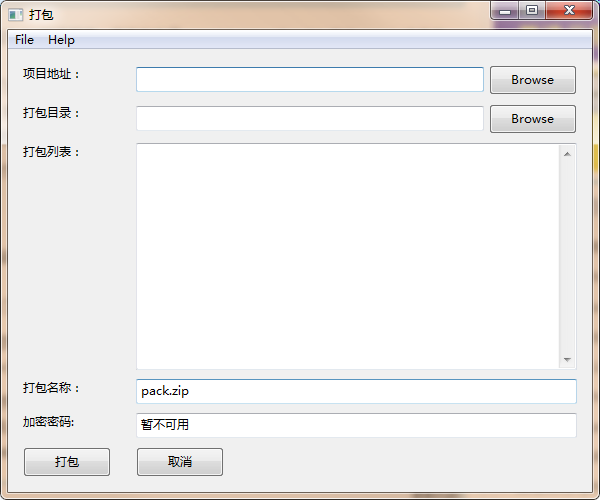 打包
File Help
项目地址：
Browse
打包目录：
Browse
打包列表：
打包名称：
pack.zip
加密密码:
暂不可用
打包 取消